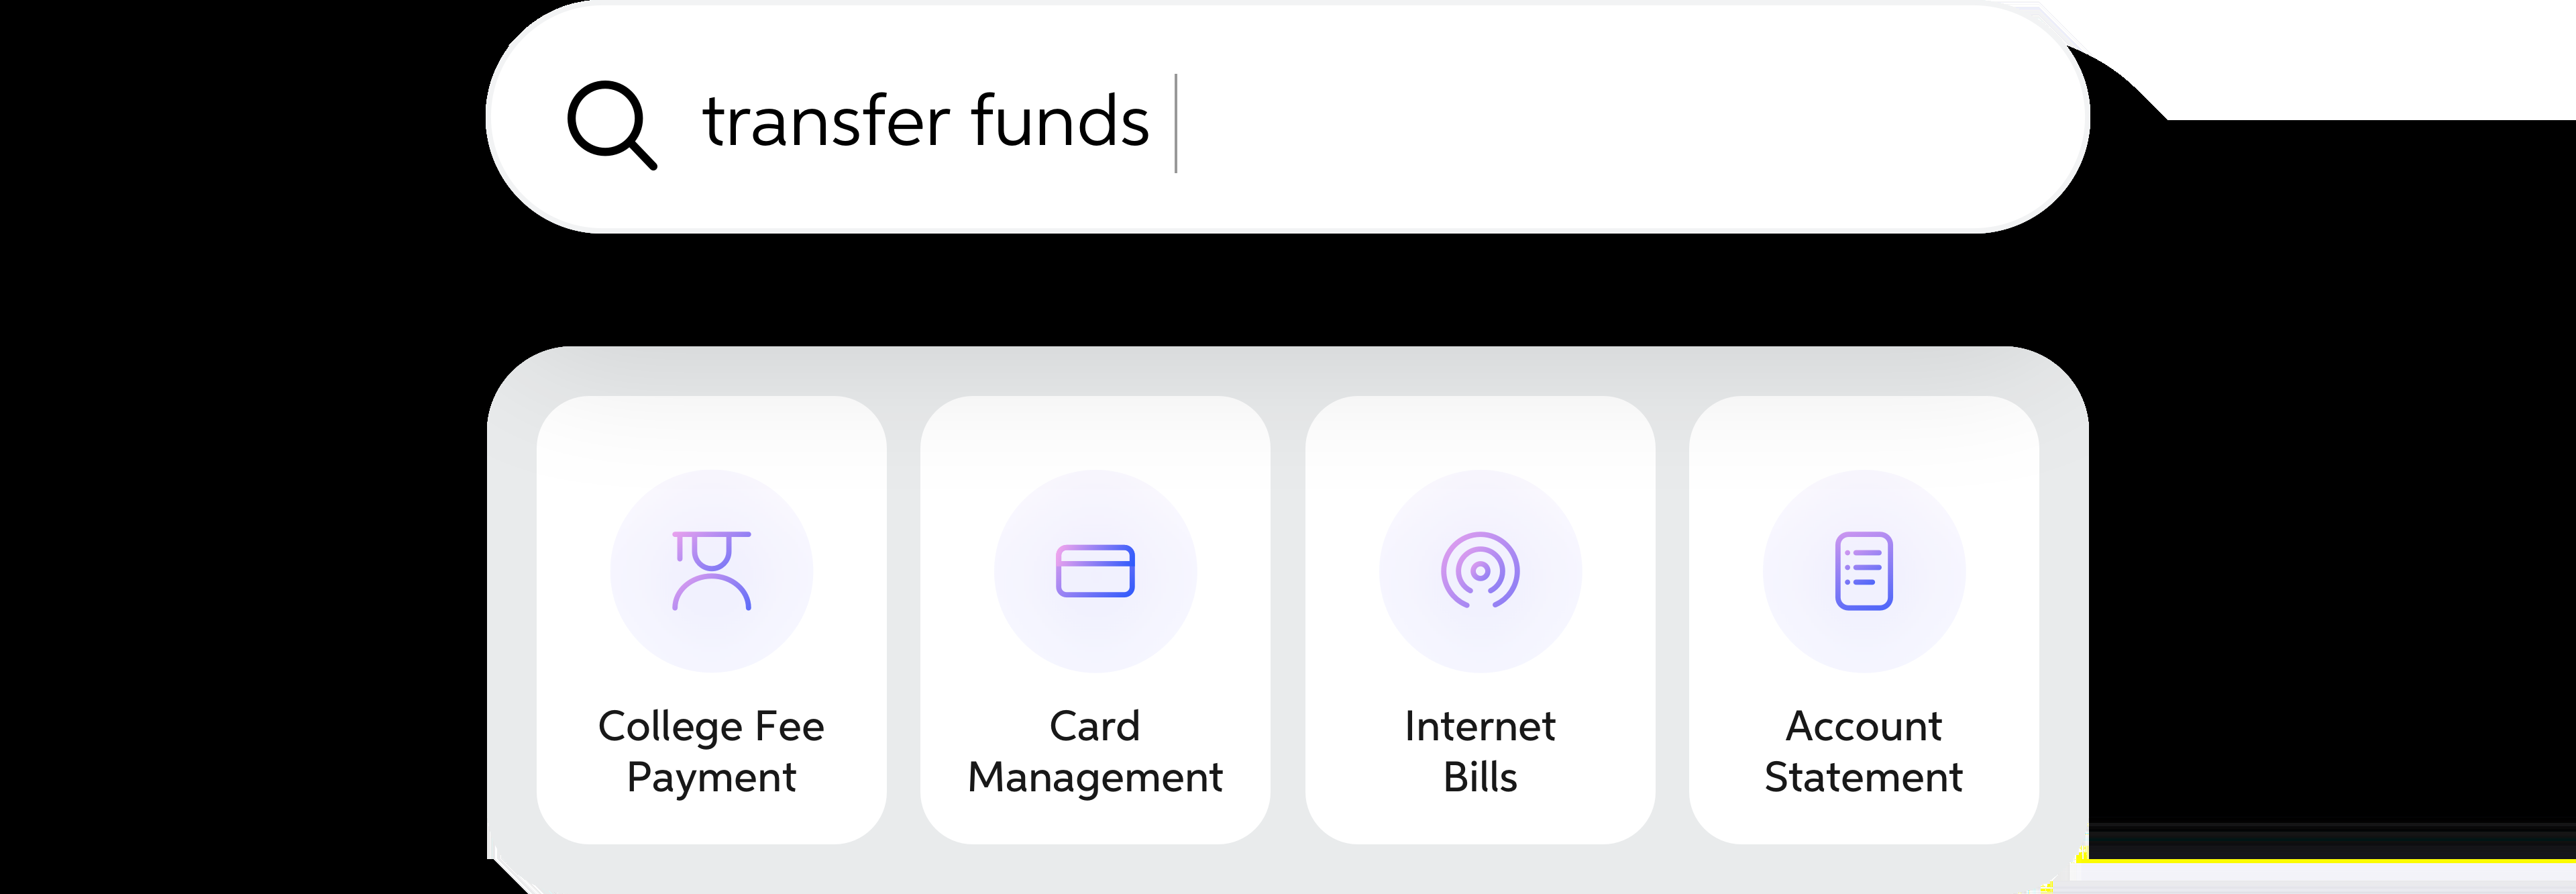 transfer funds
College Fee
Payment
Card
Management
Internet
Bills
Account
Statement